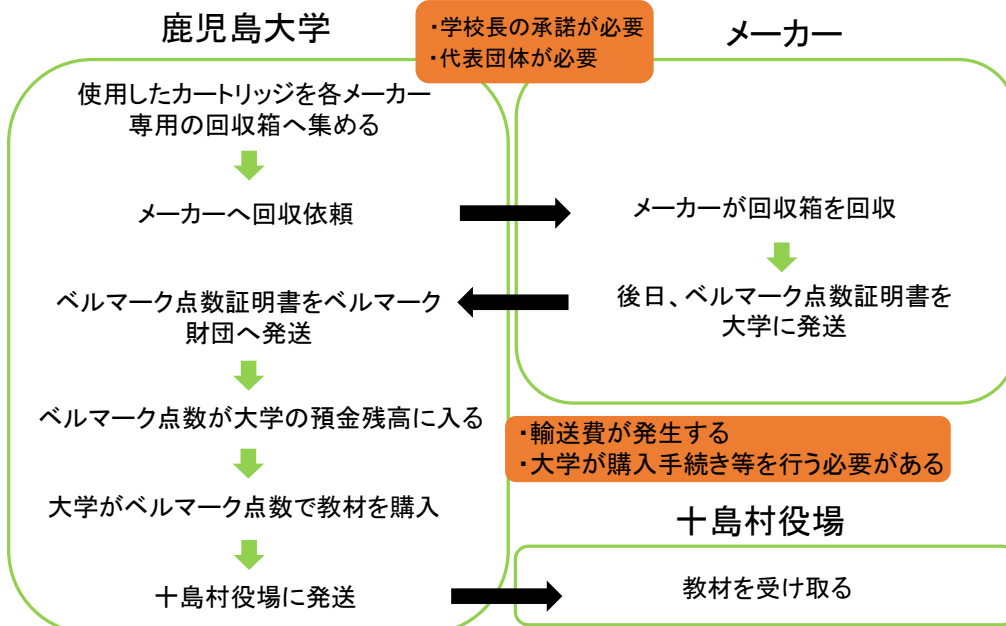 鹿児島大学
・学校長の承諾が必要
・代表団体が必要
メーカー
使用したカートリッジを各メーカー
専用の回収箱へ集める
メーカーへ回収依頼
メーカーが回収箱を回収
後日、ベルマーク点数証明書を
大学に発送
ベルマーク点数証明書をベルマーク
財団へ発送
ベルマーク点数が大学の預金残高に入る
・輸送費が発生する
・大学が購入手続き等を行う必要がある
大学がベルマーク点数で教材を購入
十島村役場に発送
十島村役場
教材を受け取る